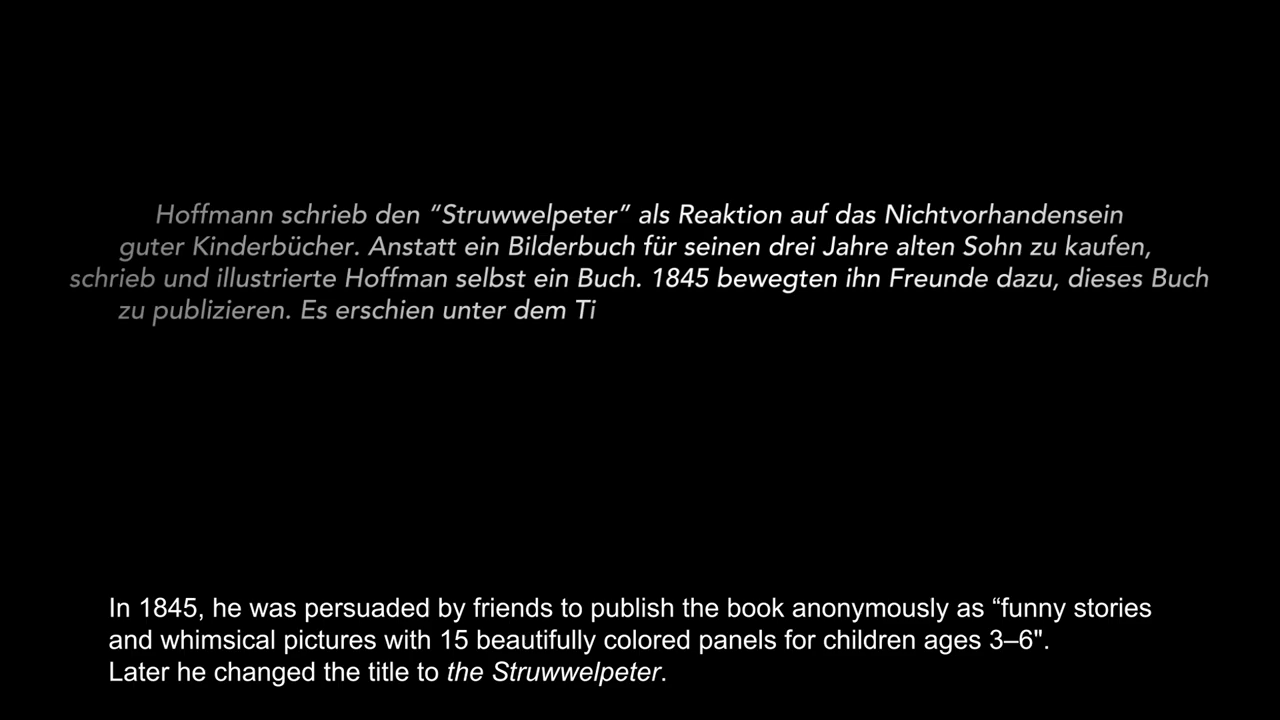 Hoffmann schrieb den “Struwwelpeter” als Reaktion auf das Nichtvorhandensein
guter Kinderbücher. Anstatt ein Bilderbuch für seinen drei Jahre alten Sohn zu kaufen,
schrieb und illustrierte Hoffman selbst ein Buch. 1845 bewegten ihn Freunde dazu, dieses Buch
zu publizieren. Es erschien unter dem Ti
In 1845, he was persuaded by friends to publish the book anonymously as “funny stories
and whimsical pictures with 15 beautifully colored panels for children ages 3–6".
Later he changed the title to the Struwwelpeter.